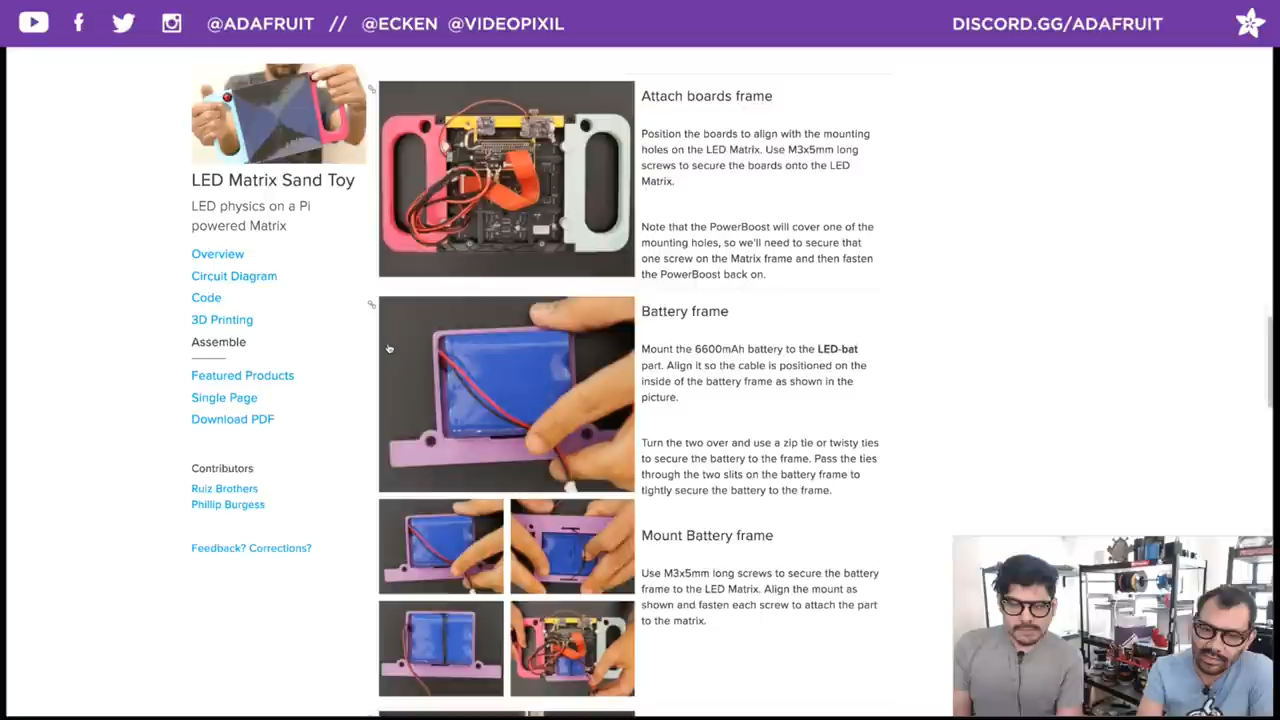 @ADAFRUIT // @ECKEN @VIDEOPIXIL
DISCORD.GG/ADAFRUIT
LED Matrix Sand Toy
LED physics on a Pi
powered Matrix
Overview
Circuit Diagram
Code
3D Printing
Assemble
Featured Products
Single Page
Download PDF
Contributors
Ruiz Brothers
Phillip Burgess
Feedback? Corrections?
Attach boards frame
Position the boards to align with the mounting
holes on the LED Matrix. Use M3x5mm long
screws to secure the boards onto the LED
Matrix.
Note that the PowerBoost will cover one of the
mounting holes, so we'll need to secure that
one screw on the Matrix frame and then fasten
the PowerBoost back on.
Battery frame
Mount the 6600mAh battery to the LED-bat
part. Align it so the cable is positioned on the
inside of the battery frame as shown in the
picture.
Turn the two over and use a zip tie or twisty ties
to secure the battery to the frame. Pass the ties
through the two slits on the battery frame to
tightly secure the battery to the frame.
Mount Battery frame
Use M3x5mm long screws to secure the battery
frame to the LED Matrix. Align the mount as
shown and fasten each screw to attach the part
to the matrix.